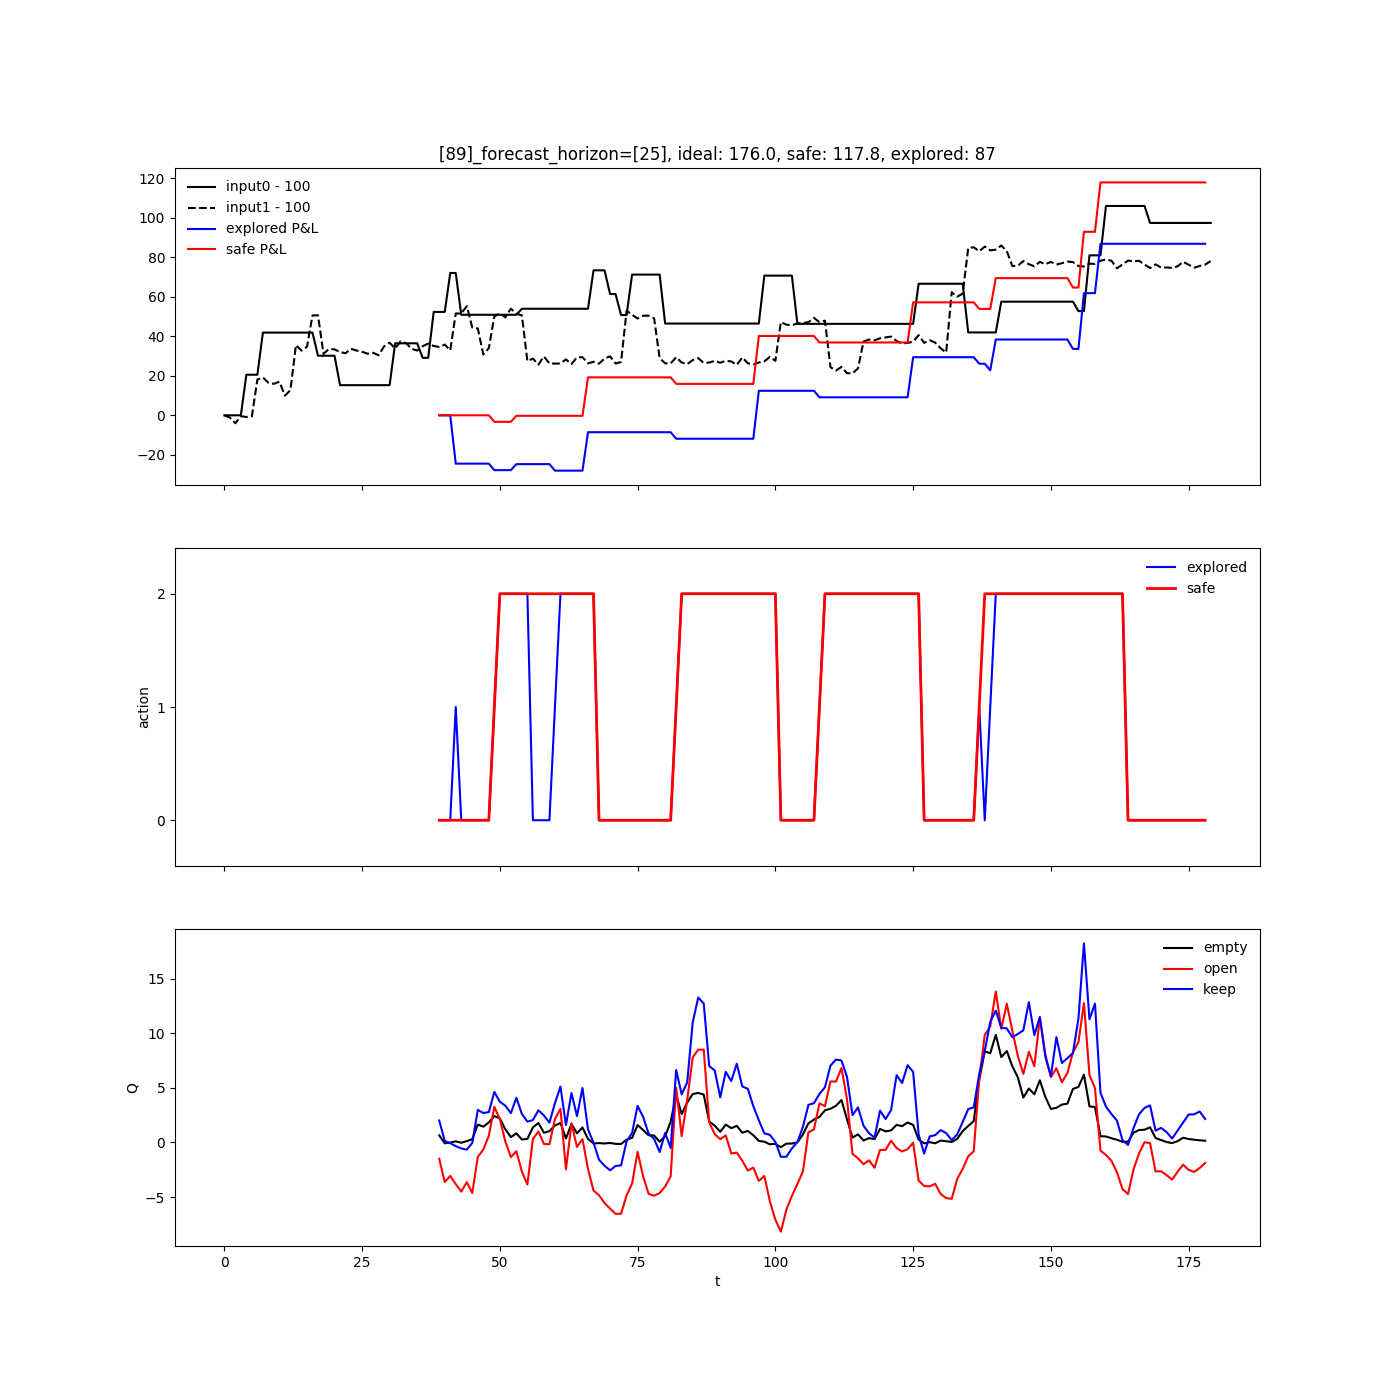 [89]_forecast_horizon=[25], ideal: 176.0, safe: 117.8, explored: 87
120
100
80
60
40
20
0
−20
input0 - 100
input1 - 100
explored P&L
safe P&L
action
2
1
0
explored
safe
Q
15
10
5
0
−5
empty
open
keep
0 25 50 75 100 125 150 175
t